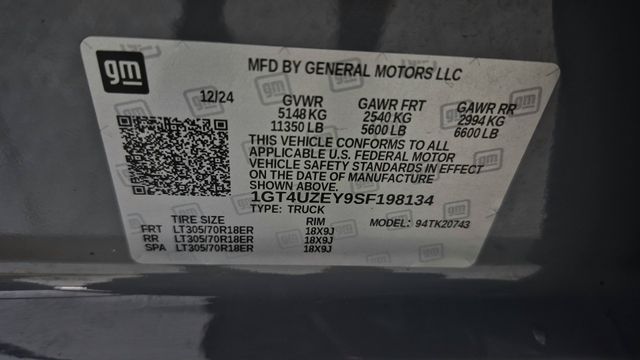 gm
MFD BY GENERAL MOTORS LLC
12/24 GVWR GAWR FRT GAWR RR
5148 KG 2540 KG 2994 KG
11350 LB 5600 LB 6600 LB
THIS VEHICLE CONFORMS TO ALL
APPLICABLE U.S. FEDERAL MOTOR
VEHICLE SAFETY STANDARDS IN EFFECT
ON THE DATE OF MANUFACTURE
SHOWN ABOVE.
1GT4UZEY9SF198134
TYPE: TRUCK MODEL: 94TK20743
TIRE SIZE RIM
FRT LT305/70R18ER 18X9J
RR LT305/70R18ER 18X9J
SPA LT305/70R18ER 18X9J